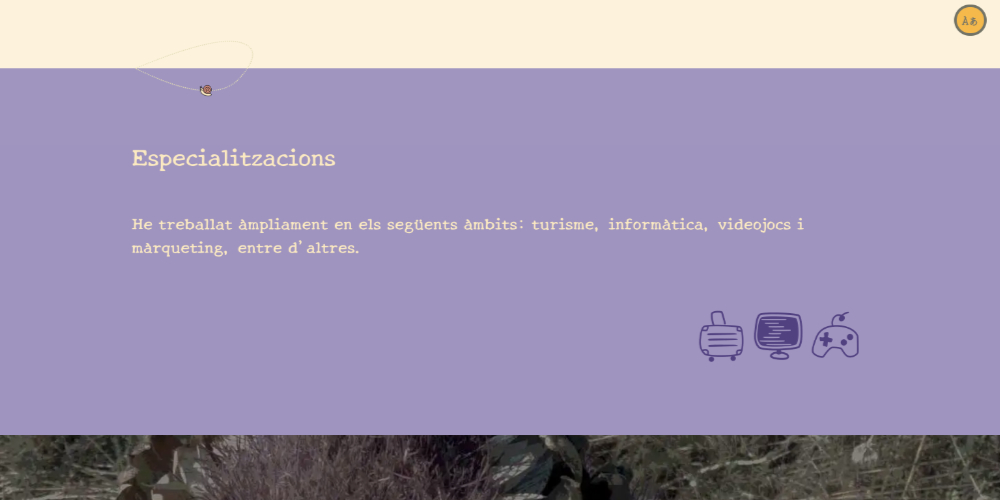 Àあ
Especialitzacions
He treballat àmpliament en els següents àmbits: turisme, informàtica, videojocs i
màrqueting, entre d'altres.